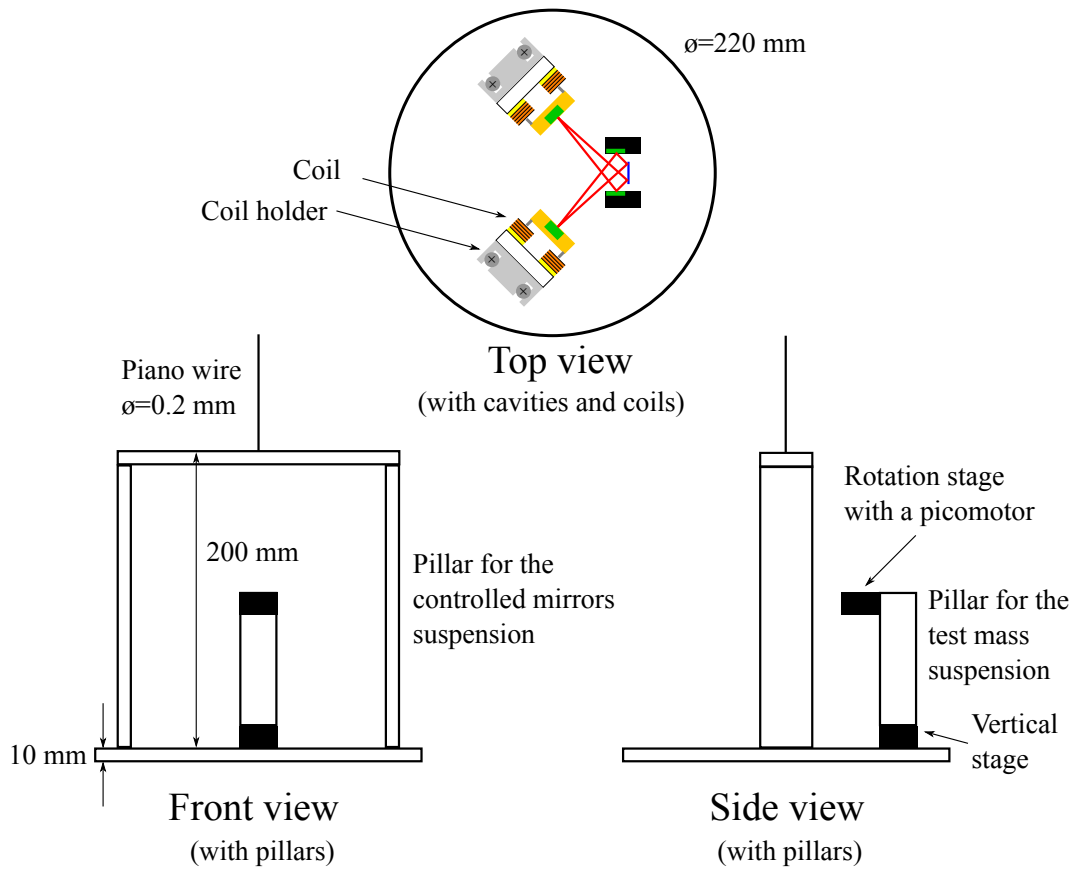 ø=220 mm
Coil
Coil holder
Top view
(with cavities and coils)
Piano wire
ø=0.2 mm
200 mm
Pillar for the
controlled mirrors
suspension
10 mm
Front view
(with pillars)
Rotation stage
with a picomotor
Pillar for the
test mass
suspension
Vertical
stage
Side view
(with pillars)